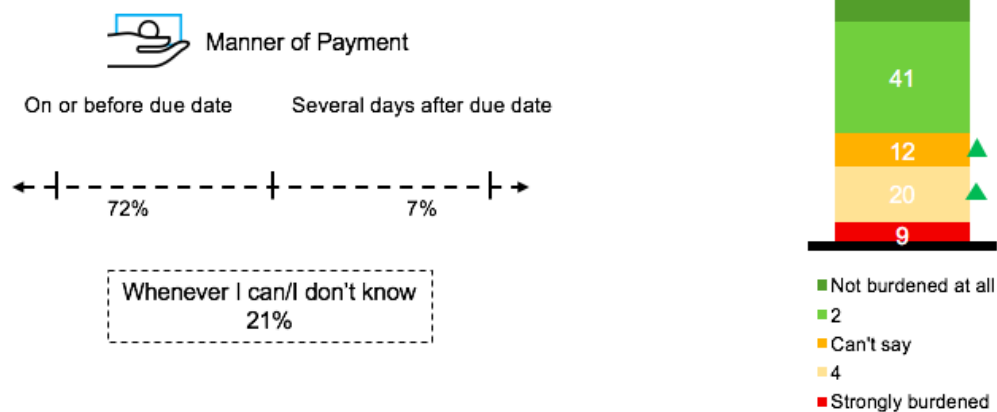 Manner of Payment
On or before due date
Several days after due date
72%
7%
Whenever I can/I don't know
21%
41
12
20
9
Not burdened at all
2
Can't say
4
Strongly burdened